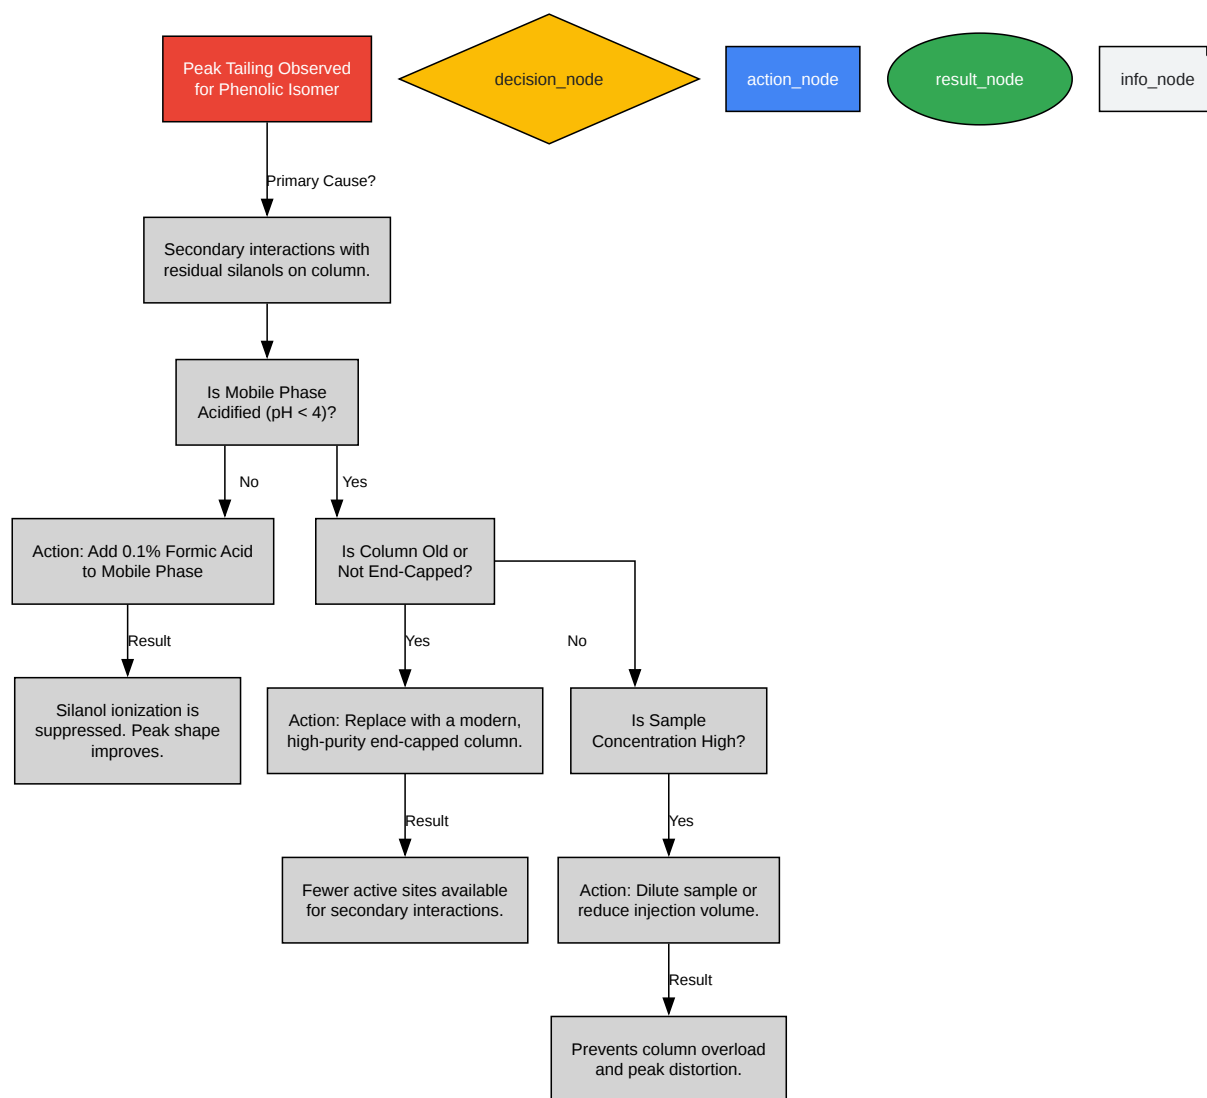 Peak Tailing Observed
for Phenolic Isomer
decision_node
action_node
result_node
info_node
Primary Cause?
Secondary interactions with
residual silanols on column.
Is Mobile Phase
Acidified (pH < 4)?
No
Yes
Action: Add 0.1% Formic Acid
to Mobile Phase
Is Column Old or
Not End-Capped?
Result
Yes
No
Silanol ionization is
suppressed. Peak shape
improves.
Action: Replace with a modern,
high-purity end-capped column.
Is Sample
Concentration High?
Result
Yes
Fewer active sites available
for secondary interactions.
Action: Dilute sample or
reduce injection volume.
Result
Prevents column overload
and peak distortion.